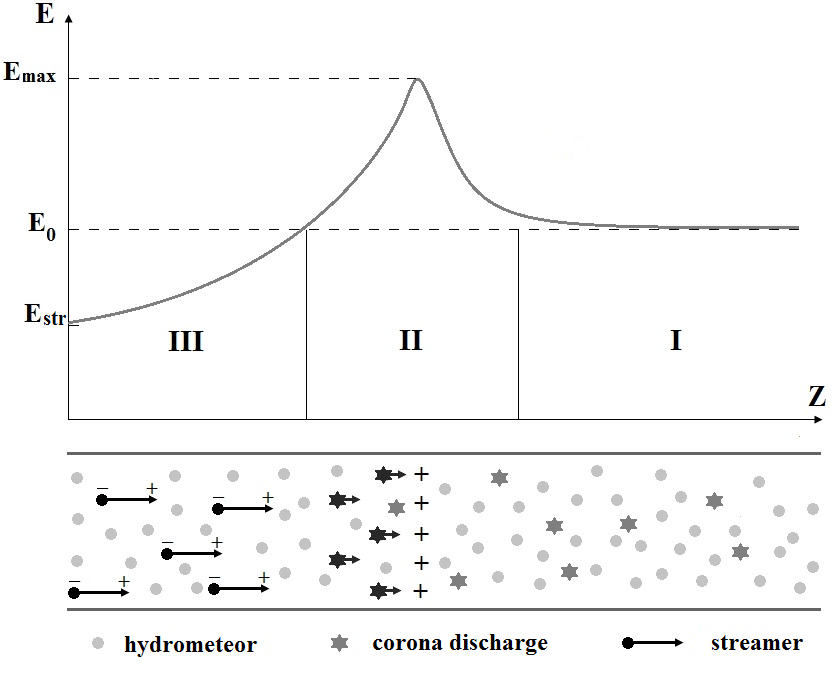 E
Emax
E0
Estr
III II I
Z
− + − + +
+
− + +
− + − + +
+
hydrometeor corona discharge streamer